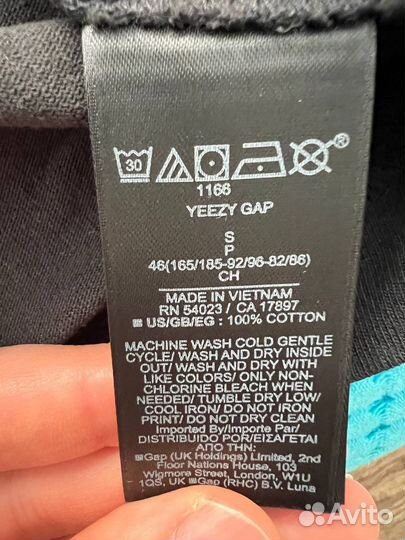 30
1166
YEEZY GAP
S
P
46(165/185-92/96-82/86)
CH
MADE IN VIETNAM
RN 54023 / CA 17897
US/GB/EG : 100% COTTON
MACHINE WASH COLD GENTLE
CYCLE/ WASH AND DRY INSIDE
OUT/ WASH AND DRY WITH
LIKE COLORS/ ONLY NON-
CHLORINE BLEACH WHEN
NEEDED/ TUMBLE DRY LOW/
COOL IRON/ DO NOT IRON
PRINT/ DO NOT DRY CLEAN
Imported By/Importe Par/
DISTRIBUIDO POR/ΕΙΣΑΓΕΤΑΙ
ΑΠΟ ΤΗΝ:
Gap (UK Holdings) Limited, 2nd
Floor Nations House, 103
Wigmore Street, London, W1U
1QS, UK Gap (RHC) B.V. Luna
Avito